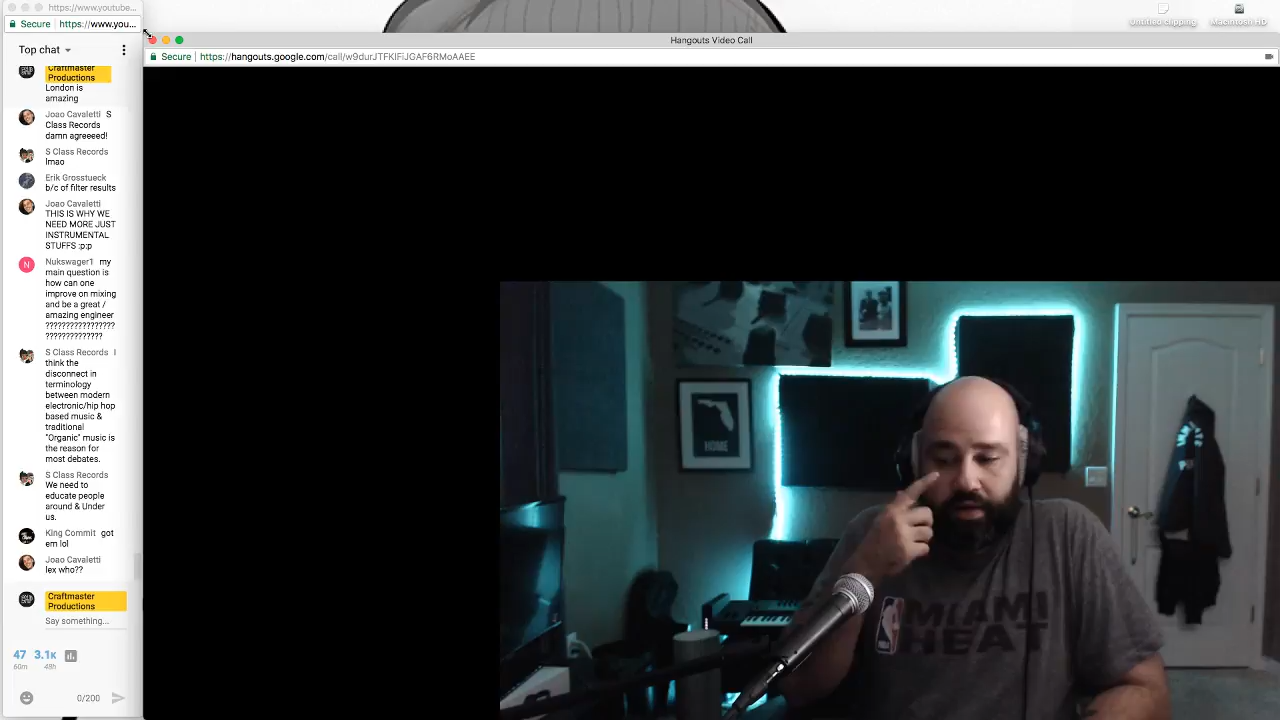 https://www.youtube...
Secure
https://www.you...
Top chat
Craftmaster
Productions
London is
amazing
Joao Cavaletti S
Class Records
damn agreeeed!
S Class Records
lmao
Erik Grosstueck
b/c of filter results
Joao Cavaletti
THIS IS WHY WE
NEED MORE JUST
INSTRUMENTAL
STUFFS :p:p
N
Nukswager1 my
main question is
how can one
improve on mixing
and be a great /
amazing engineer
?????????????????
??????????????
S Class Records I
think the
disconnect in
terminology
between modern
electronic/hip hop
based music &
traditional
"Organic" music is
the reason for
most debates.
S Class Records
We need to
educate people
around & Under
us.
King Commit got
em lol
Joao Cavaletti
lex who??
Craftmaster
Productions
Say something...
47 3.1K
60m 48h
0/200
Untitled clipping
Macintosh HD
Hangouts Video Call
Secure
https://hangouts.google.com/call/w9durJTFKIFiJGAF6RMoAAEE
HOME
MIAMI
HEAT